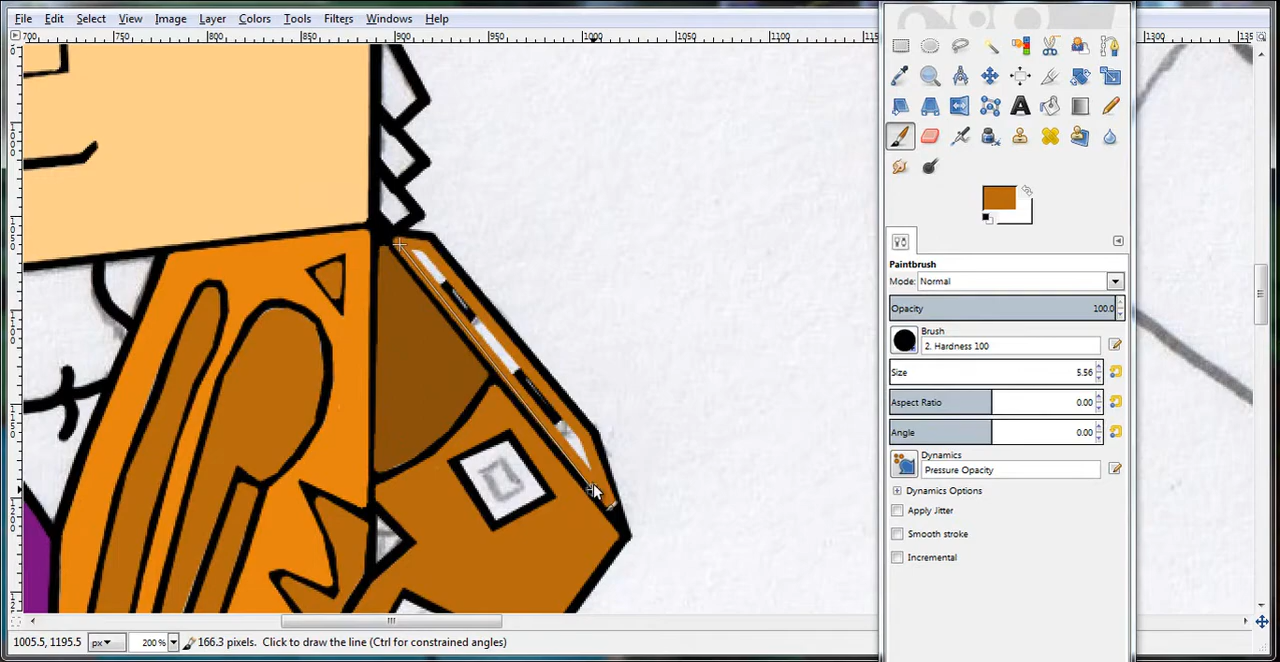 File Edit Select View Image Layer Colors Tools Filters Windows Help
700 750 800 850 900 950 1000 1050 1100 1300
Paintbrush
Mode: Normal
Opacity 100.0
Brush
2. Hardness 100
Size 5.56
Aspect Ratio 0.00
Angle 0.00
Dynamics
Pressure Opacity
Dynamics Options
Apply Jitter
Smooth stroke
Incremental
1005.5, 1195.5 px 200% 166.3 pixels. Click to draw the line (Ctrl for constrained angles)